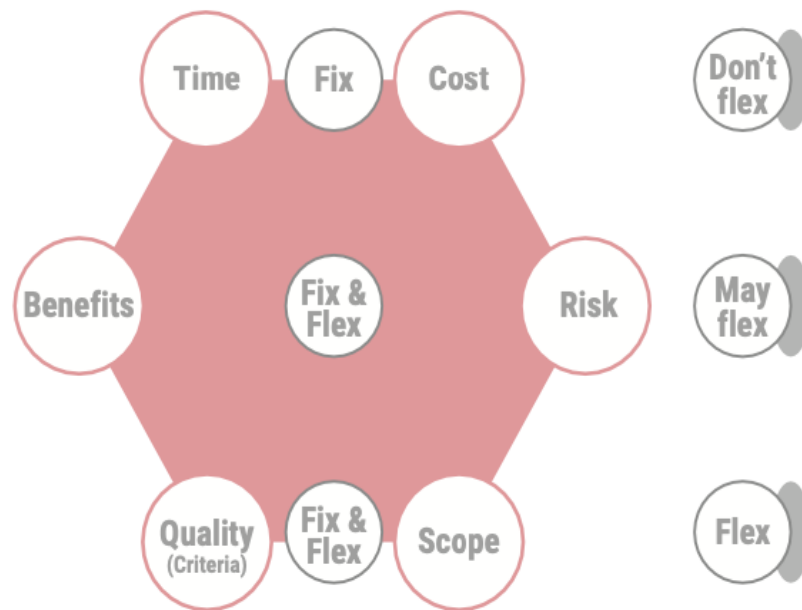 Time
Fix
Cost
Don't
flex
Benefits
Fix &
Flex
Risk
May
flex
Quality
(Criteria)
Fix &
Flex
Scope
Flex